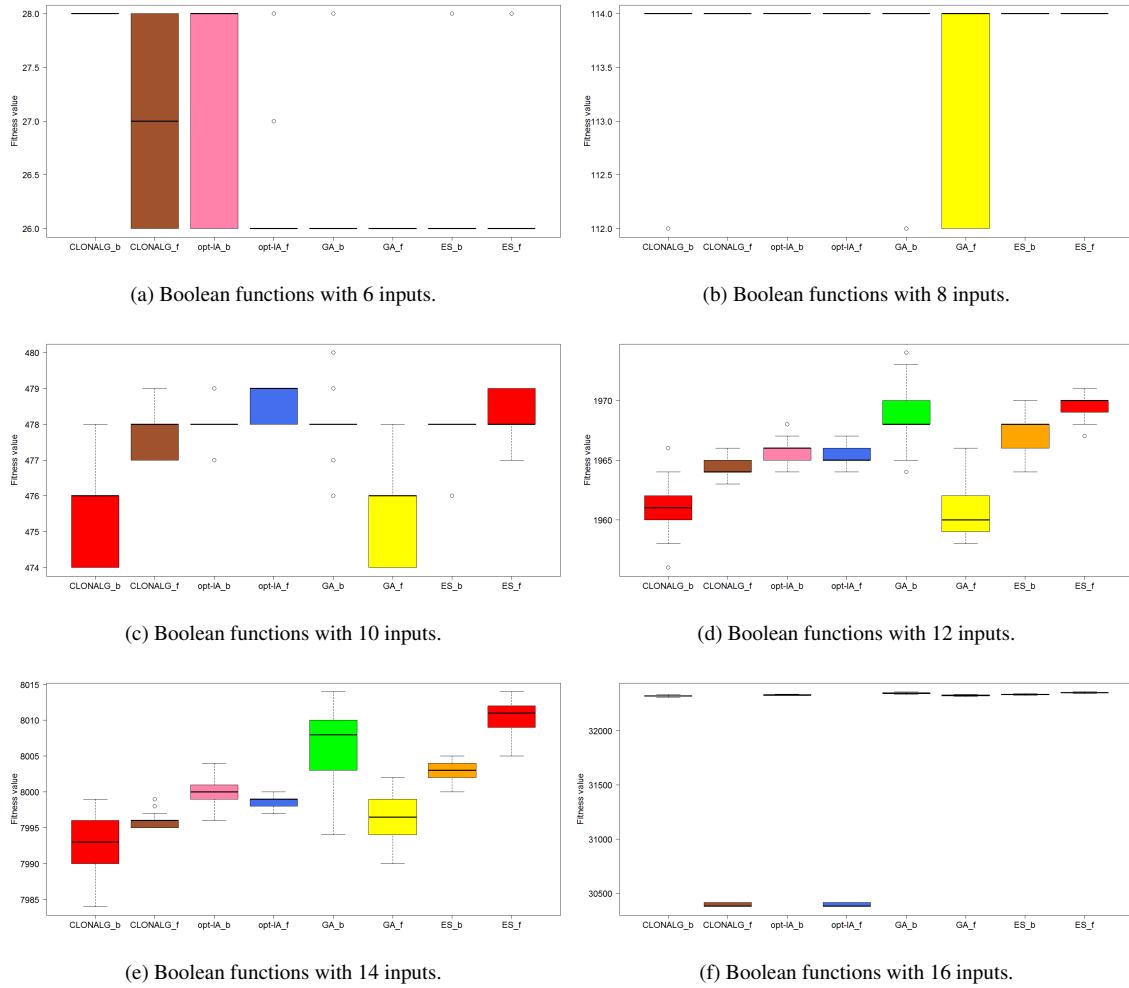 28.0
27.5
27.0
26.5
26.0
Fitness value
CLONALG_b CLONALG_f opt-IA_b opt-IA_f GA_b GA_f ES_b ES_f
(a) Boolean functions with 6 inputs.
114.0
113.5
113.0
112.5
112.0
Fitness value
CLONALG_b CLONALG_f opt-IA_b opt-IA_f GA_b GA_f ES_b ES_f
(b) Boolean functions with 8 inputs.
480
479
478
477
476
475
474
Fitness value
CLONALG_b CLONALG_f opt-IA_b opt-IA_f GA_b GA_f ES_b ES_f
(c) Boolean functions with 10 inputs.
1970
1965
1960
Fitness value
CLONALG_b CLONALG_f opt-IA_b opt-IA_f GA_b GA_f ES_b ES_f
(d) Boolean functions with 12 inputs.
8015
8010
8005
8000
7995
7990
7985
Fitness value
CLONALG_b CLONALG_f opt-IA_b opt-IA_f GA_b GA_f ES_b ES_f
(e) Boolean functions with 14 inputs.
32000
31500
31000
30500
Fitness value
CLONALG_b CLONALG_f opt-IA_b opt-IA_f GA_b GA_f ES_b ES_f
(f) Boolean functions with 16 inputs.